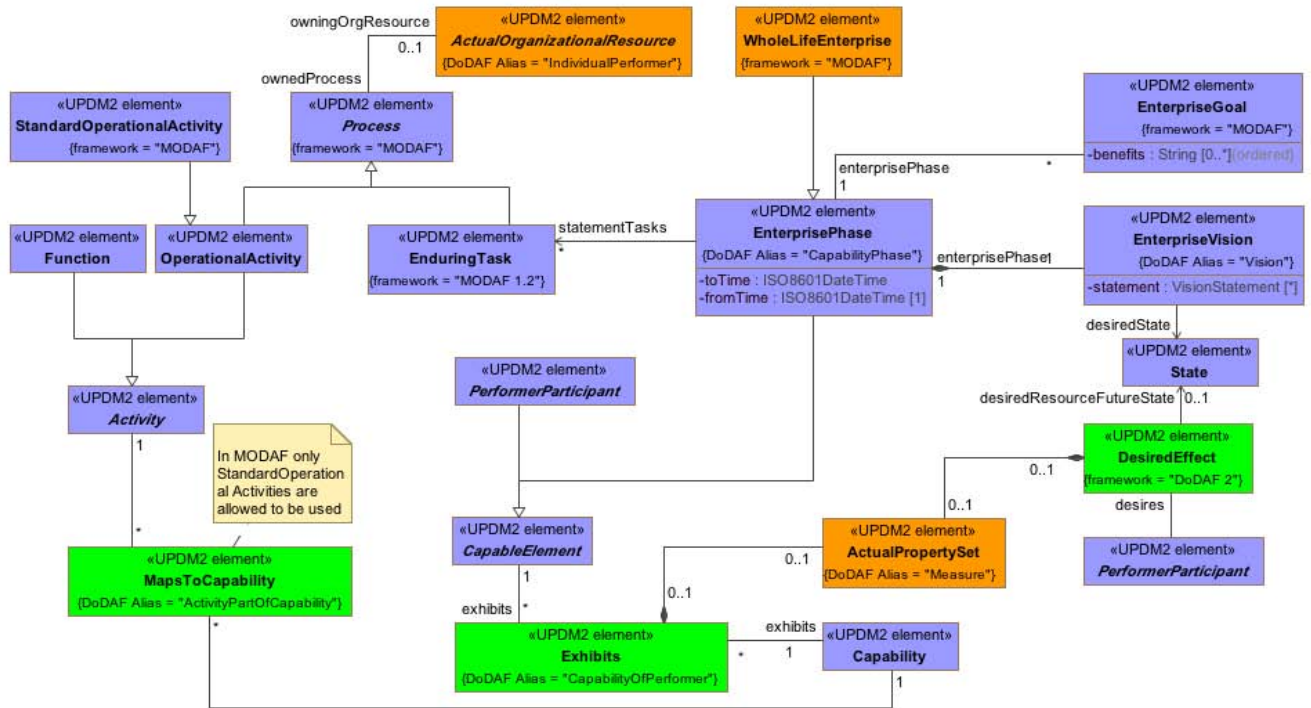 owningOrgResource
0..1
ownedProcess
«UPDM2 element»
ActualOrganizationalResource
{DoDAF Alias = "IndividualPerformer"}
«UPDM2 element»
WholeLifeEnterprise
{framework = "MODAF"}
«UPDM2 element»
StandardOperationalActivity
{framework = "MODAF"}
«UPDM2 element»
Process
{framework = "MODAF"}
«UPDM2 element»
EnterpriseGoal
{framework = "MODAF"}
-benefits : String [0..*]{ordered}
enterprisePhase
1
*
«UPDM2 element»
Function
«UPDM2 element»
OperationalActivity
«UPDM2 element»
EnduringTask
{framework = "MODAF 1.2"}
statementTasks
*
«UPDM2 element»
EnterprisePhase
{DoDAF Alias = "CapabilityPhase"}
-toTime : ISO8601DateTime
-fromTime : ISO8601DateTime [1]
enterprisePhase
1
1
«UPDM2 element»
EnterpriseVision
{DoDAF Alias = "Vision"}
-statement : VisionStatement [*]
desiredState
«UPDM2 element»
State
desiredResourceFutureState
0..1
«UPDM2 element»
PerformerParticipant
«UPDM2 element»
Activity
1
*
In MODAF only
StandardOperation
al Activities are
allowed to be used
«UPDM2 element»
DesiredEffect
{framework = "DoDAF 2"}
0..1
0..1
desires
«UPDM2 element»
PerformerParticipant
«UPDM2 element»
CapableElement
1
*
exhibits
«UPDM2 element»
ActualPropertySet
{DoDAF Alias = "Measure"}
0..1
0..1
«UPDM2 element»
MapsToCapability
{DoDAF Alias = "ActivityPartOfCapability"}
*
«UPDM2 element»
Exhibits
{DoDAF Alias = "CapabilityOfPerformer"}
exhibits
*
1
«UPDM2 element»
Capability
1